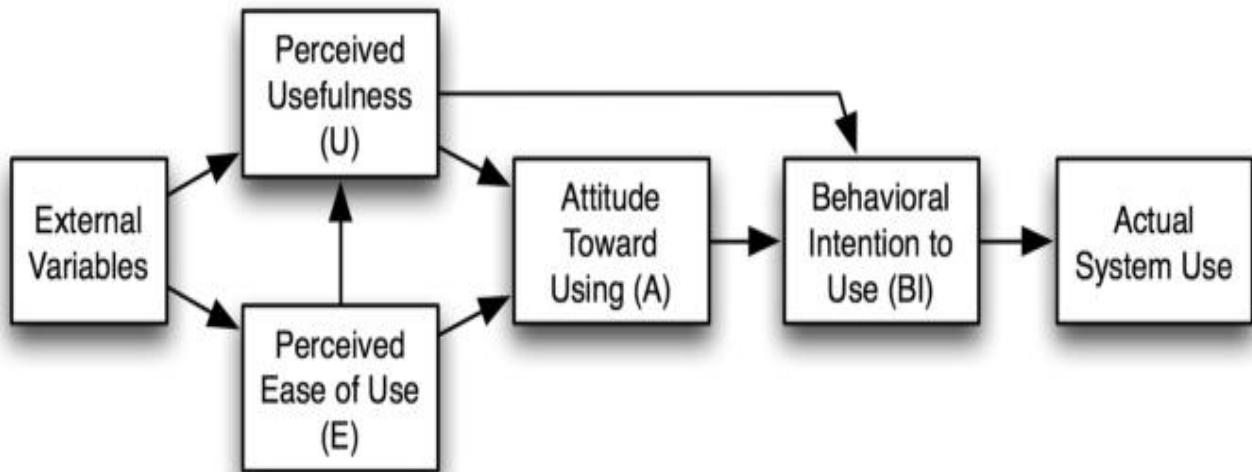 Perceived
Usefulness
(U)
External
Variables
Perceived
Ease of Use
(E)
Attitude
Toward
Using (A)
Behavioral
Intention to
Use (BI)
Actual
System Use